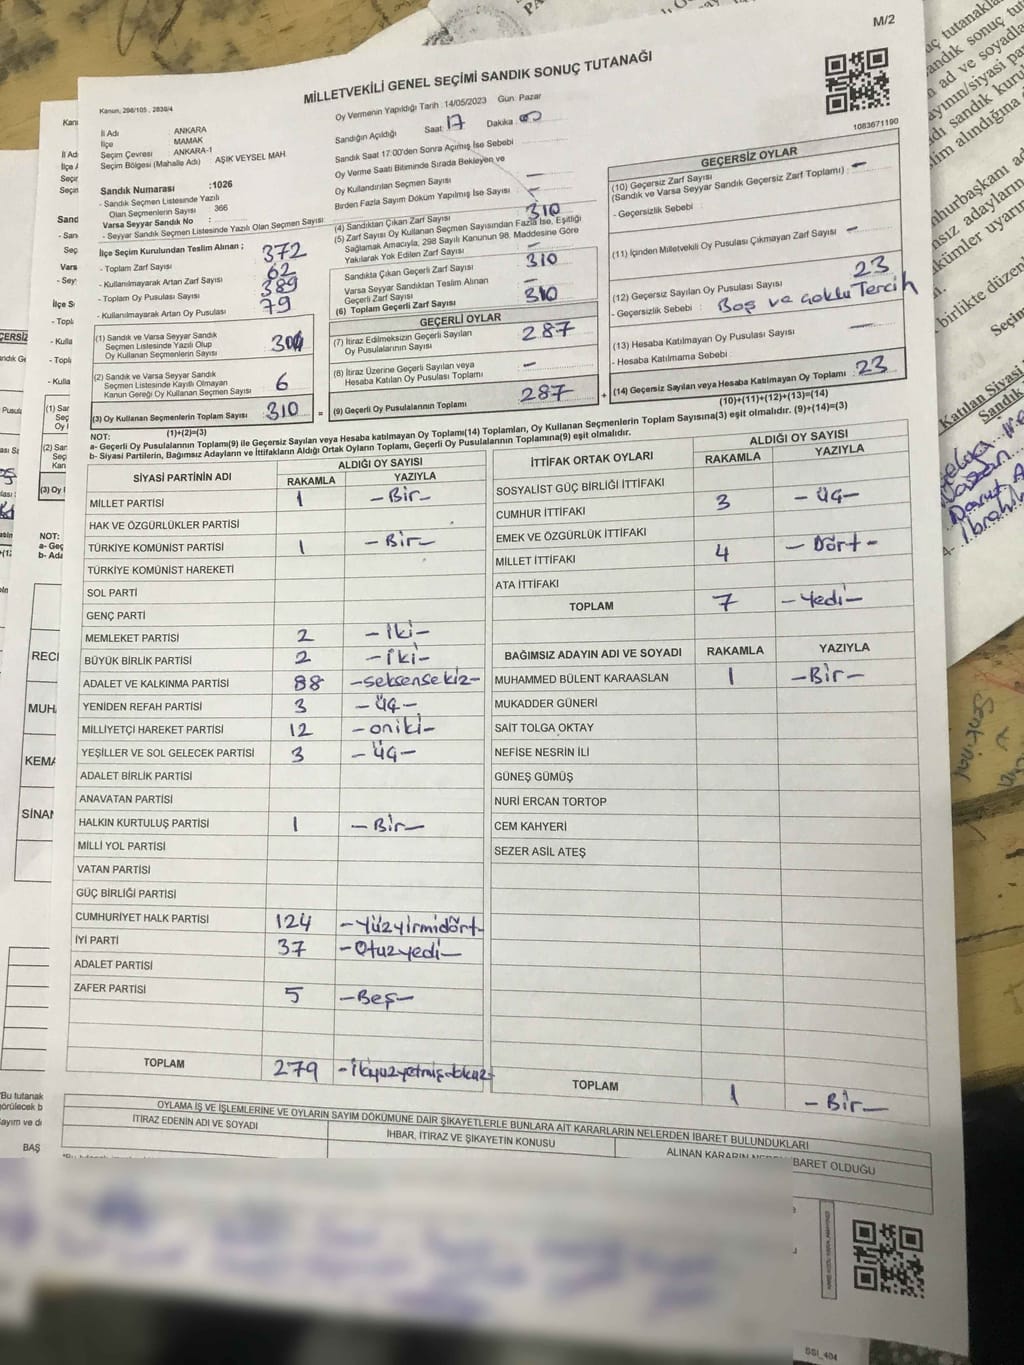 M/2
MİLLETVEKİLİ GENEL SEÇİMİ SANDIK SONUÇ TUTANAĞI
Kanun, 298/105 , 2839/4
İl Adı ANKARA
İlçe MAMAK
Seçim Çevresi ANKARA-1
Seçim Bölgesi (Mahalle Adı) AŞIK VEYSEL MAH.
Sandık Numarası :1026
- Sandık Seçmen Listesinde Yazılı
Olan Seçmenlerin Sayısı : 366
Varsa Seyyar Sandık No :
- Seyyar Sandık Seçmen Listesinde Yazılı Olan Seçmen Sayısı :
İlçe Seçim Kurulundan Teslim Alınan ;
- Toplam Zarf Sayısı 372
- Kullanılmayarak Artan Zarf Sayısı 62
- Toplam Oy Pusulası Sayısı 389
- Kullanılmayarak Artan Oy Pusulası 79
(1) Sandık ve Varsa Seyyar Sandık
Seçmen Listesinde Yazılı Olup
Oy Kullanan Seçmenlerin Sayısı 304
(2) Sandık ve Varsa Seyyar Sandık
Seçmen Listesinde Kayıtlı Olmayan
Kanun Gereği Oy Kullanan Seçmen Sayısı 6
(3) Oy Kullanan Seçmenlerin Toplam Sayısı 310
(1)+(2)=(3)
Oy Vermenin Yapıldığı Tarih : 14/05/2023 Gün: Pazar
Sandığın Açıldığı Saat: 17 Dakika 00
Sandık Saat 17.00'den Sonra Açılmış İse Sebebi
Oy Verme Saati Bitiminde Sırada Bekleyen ve
Oy Kullandırılan Seçmen Sayısı —
Birden Fazla Sayım Döküm Yapılmış İse Sayısı —
(4) Sandıktan Çıkan Zarf Sayısı 310
(5) Zarf Sayısı Oy Kullanan Seçmen Sayısından Fazla İse, Eşitliği
Sağlamak Amacıyla, 298 Sayılı Kanunun 98. Maddesine Göre
Yakılarak Yok Edilen Zarf Sayısı —
Sandıkta Çıkan Geçerli Zarf Sayısı 310
Varsa Seyyar Sandıktan Teslim Alınan
Geçerli Zarf Sayısı —
(6) Toplam Geçerli Zarf Sayısı 310
GEÇERLİ OYLAR
(7) İtiraz Edilmeksizin Geçerli Sayılan
Oy Pusulalarının Sayısı 287
(8) İtiraz Üzerine Geçerli Sayılan veya
Hesaba Katılan Oy Pusulası Toplamı —
= (9) Geçerli Oy Pusulalarının Toplamı 287 +
1083671190
GEÇERSİZ OYLAR
(10) Geçersiz Zarf Sayısı
(Sandık ve Varsa Seyyar Sandık Geçersiz Zarf Toplamı) : —
- Geçersizlik Sebebi :
(11) İçinden Milletvekili Oy Pusulası Çıkmayan Zarf Sayısı —
(12) Geçersiz Sayılan Oy Pusulası Sayısı 23
- Geçersizlik Sebebi : Boş ve Çoklu Tercih
(13) Hesaba Katılmayan Oy Pusulası Sayısı —
- Hesaba Katılmama Sebebi :
(14) Geçersiz Sayılan veya Hesaba Katılmayan Oy Toplamı 23
(10)+(11)+(12)+(13)=(14)
NOT:
a- Geçerli Oy Pusulalarının Toplamı(9) ile Geçersiz Sayılan veya Hesaba katılmayan Oy Toplamı(14) Toplamları, Oy Kullanan Seçmenlerin Toplam Sayısına(3) eşit olmalıdır. (9)+(14)=(3)
b- Siyasi Partilerin, Bağımsız Adayların ve İttifakların Aldığı Ortak Oyların Toplamı, Geçerli Oy Pusulalarının Toplamına(9) eşit olmalıdır.
SİYASİ PARTİNİN ADI ALDIĞI OY SAYISI
RAKAMLA YAZIYLA
MİLLET PARTİSİ 1 -Bir-
HAK VE ÖZGÜRLÜKLER PARTİSİ
TÜRKİYE KOMÜNİST PARTİSİ 1 -Bir-
TÜRKİYE KOMÜNİST HAREKETİ
SOL PARTİ
GENÇ PARTİ
MEMLEKET PARTİSİ 2 -İki-
BÜYÜK BİRLİK PARTİSİ 2 -iki-
ADALET VE KALKINMA PARTİSİ 88 -seksensekiz-
YENİDEN REFAH PARTİSİ 3 -Üç-
MİLLİYETÇİ HAREKET PARTİSİ 12 -oniki-
YEŞİLLER VE SOL GELECEK PARTİSİ 3 -Üç-
ADALET BİRLİK PARTİSİ
ANAVATAN PARTİSİ
HALKIN KURTULUŞ PARTİSİ 1 -Bir-
MİLLİ YOL PARTİSİ
VATAN PARTİSİ
GÜÇ BİRLİĞİ PARTİSİ
CUMHURİYET HALK PARTİSİ 124 -Yüzyirmidört-
İYİ PARTİ 37 -Otuzyedi-
ADALET PARTİSİ
ZAFER PARTİSİ 5 -Beş-
TOPLAM 279
İTTİFAK ORTAK OYLARI ALDIĞI OY SAYISI
RAKAMLA YAZIYLA
SOSYALİST GÜÇ BİRLİĞİ İTTİFAKI
CUMHUR İTTİFAKI 3 -Üç-
EMEK VE ÖZGÜRLÜK İTTİFAKI
MİLLET İTTİFAKI 4 -Dört-
ATA İTTİFAKI
TOPLAM 7 -Yedi-
BAĞIMSIZ ADAYIN ADI VE SOYADI RAKAMLA YAZIYLA
MUHAMMED BÜLENT KARAASLAN 1 -Bir-
MUKADDER GÜNERİ
SAİT TOLGA OKTAY
NEFİSE NESRİN İLİ
GÜNEŞ GÜMÜŞ
NURİ ERCAN TORTOP
CEM KAHYERİ
SEZER ASİL ATEŞ
TOPLAM 1 -Bir-
OYLAMA İŞ VE İŞLEMLERİNE VE OYLARIN SAYIM DÖKÜMÜNE DAİR ŞİKAYETLERLE BUNLARA AİT KARARLARIN NELERDEN İBARET BULUNDUKLARI
İTİRAZ EDENİN ADI VE SOYADI
İHBAR, İTİRAZ VE ŞİKAYETİN KONUSU
ALINAN KARARIN NEDEN İBARET OLDUĞU